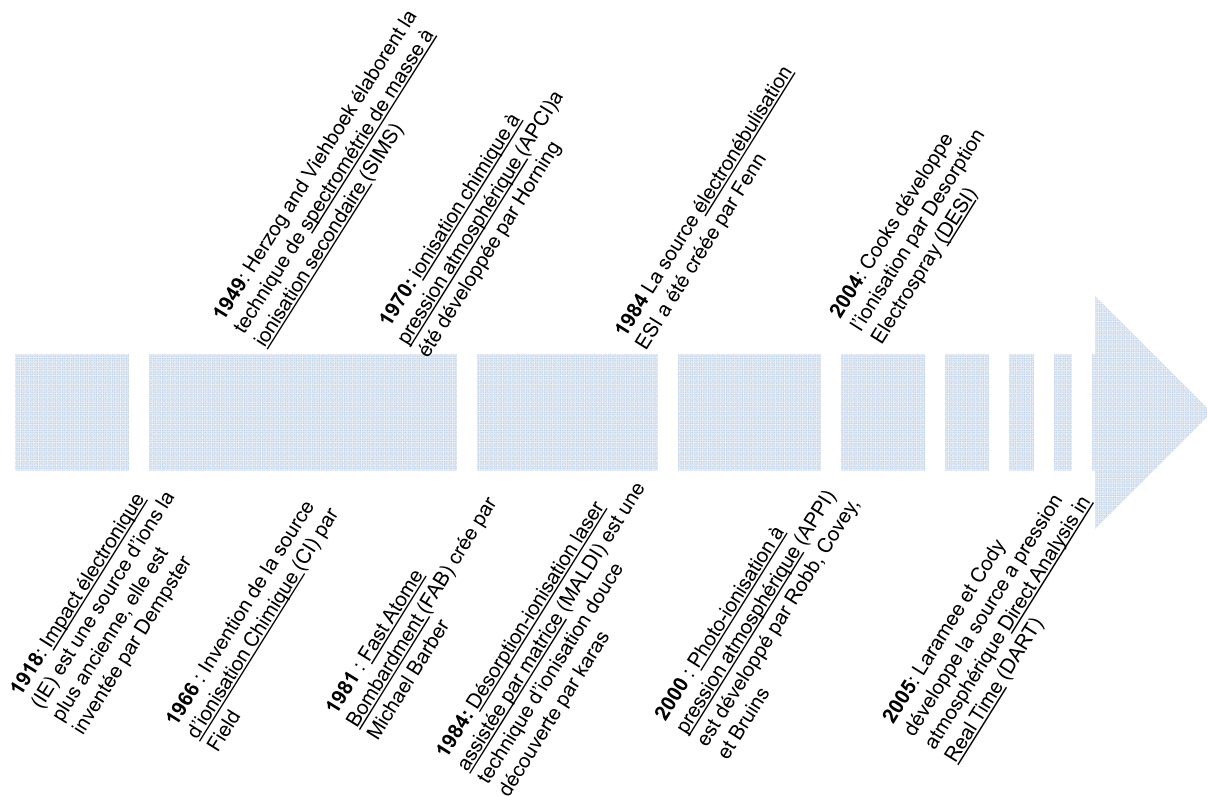 1949: Herzog and Viehboek élaborent la
technique de spectrométrie de masse à
ionisation secondaire (SIMS)
1970: ionisation chimique à
pression atmosphérique (APCI)a
été développée par Horning
1984 La source électronébulisation
ESI a été créée par Fenn
2004: Cooks développe
l'ionisation par Desorption
Electrospray (DESI)
1918: Impact électronique
(IE) est une source d'ions la
plus ancienne, elle est
inventée par Dempster
1966 : Invention de la source
d'ionisation Chimique (CI) par
Field
1981 : Fast Atome
Bombardment (FAB) crée par
Michael Barber
1984: Désorption-ionisation laser
assistée par matrice (MALDI) est une
technique d'ionisation douce
découverte par Karas
2000 : Photo-ionisation à
pression atmosphérique (APPI)
est développé par Robb, Covey,
et Bruins
2005: Laramee et Cody
développe la source a pression
atmosphérique Direct Analysis in
Real Time (DART)